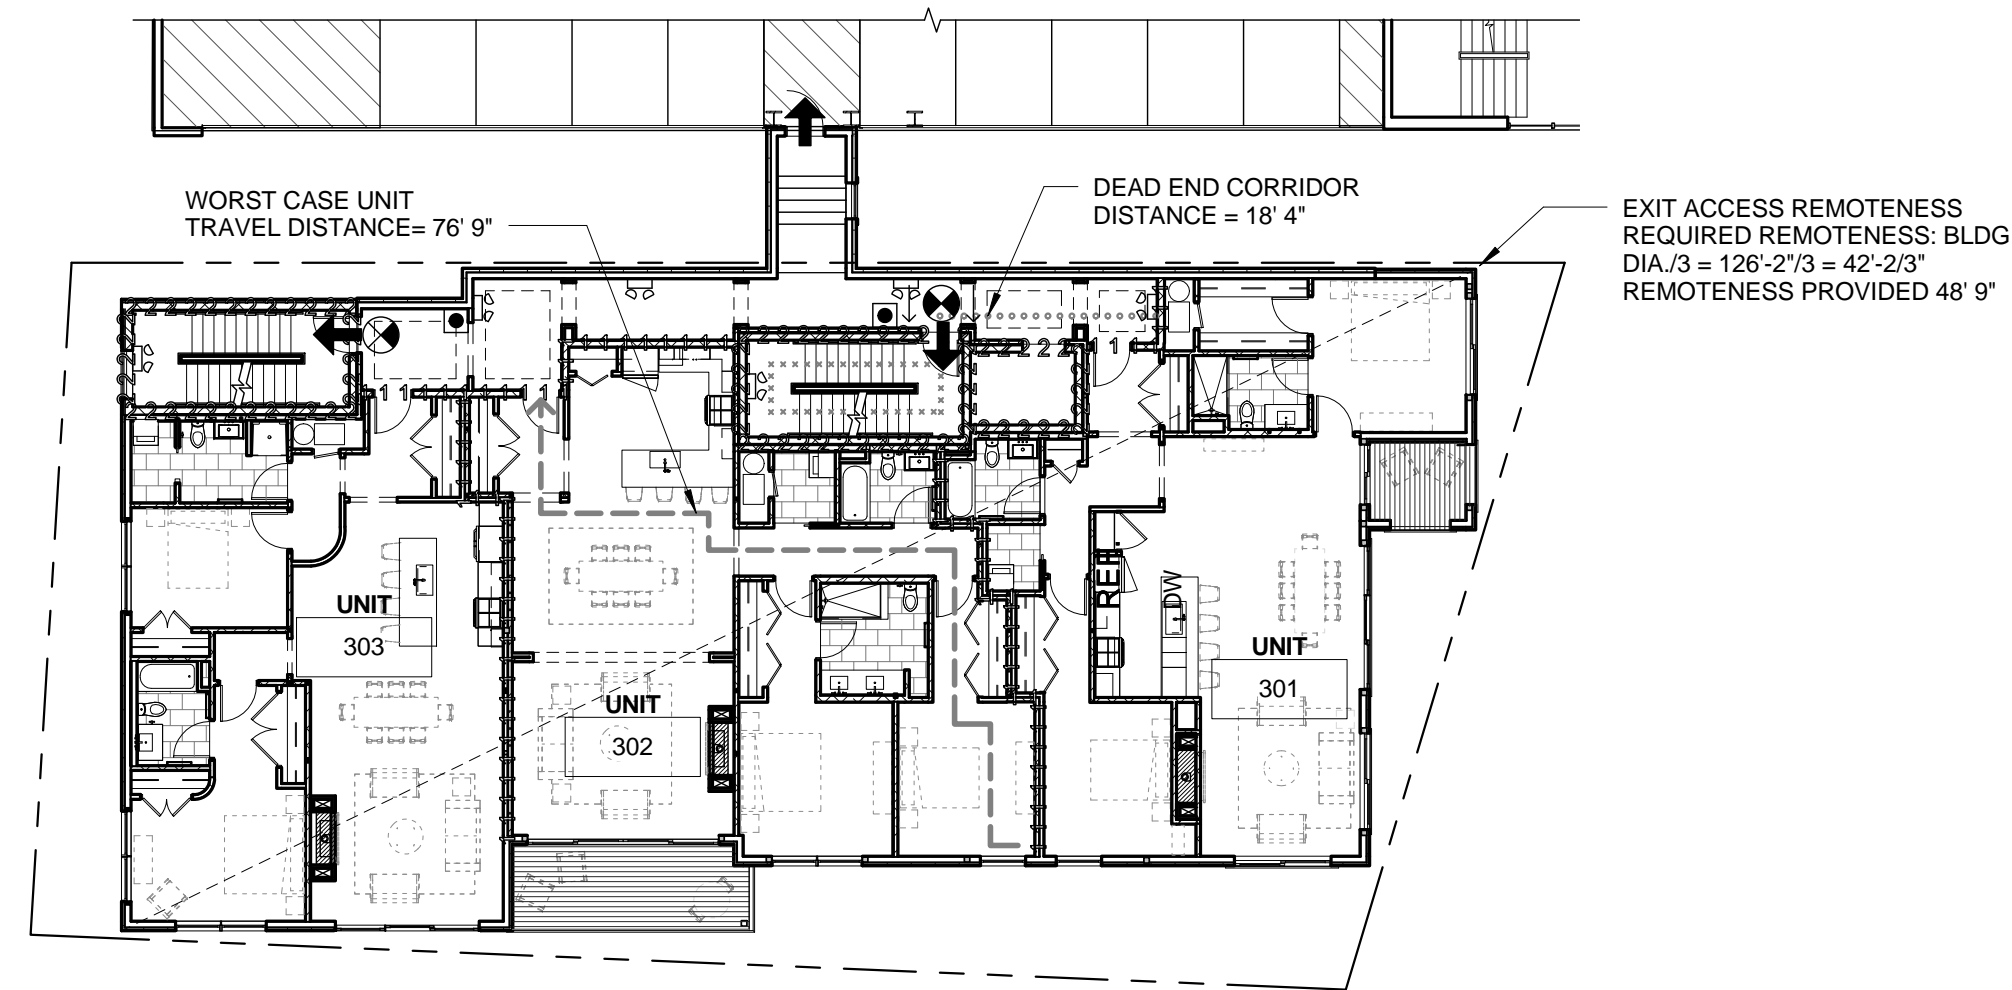 WORST CASE UNIT
TRAVEL DISTANCE= 76' 9"
DEAD END CORRIDOR
DISTANCE = 18' 4"
EXIT ACCESS REMOTENESS
REQUIRED REMOTENESS: BLDG
DIA./3 = 126'-2"/3 = 42'-2/3"
REMOTENESS PROVIDED 48' 9"
UNIT
303
UNIT
302
REF
DW
UNIT
301